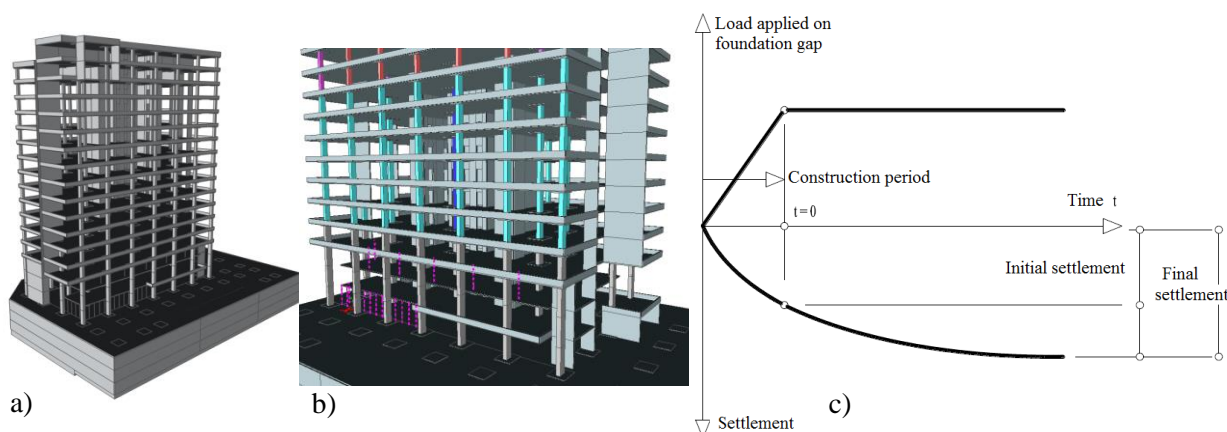 Load applied on
foundation gap
Construction period
t=0
Time t
Initial settlement
Final
settlement
Settlement
a)
b)
c)